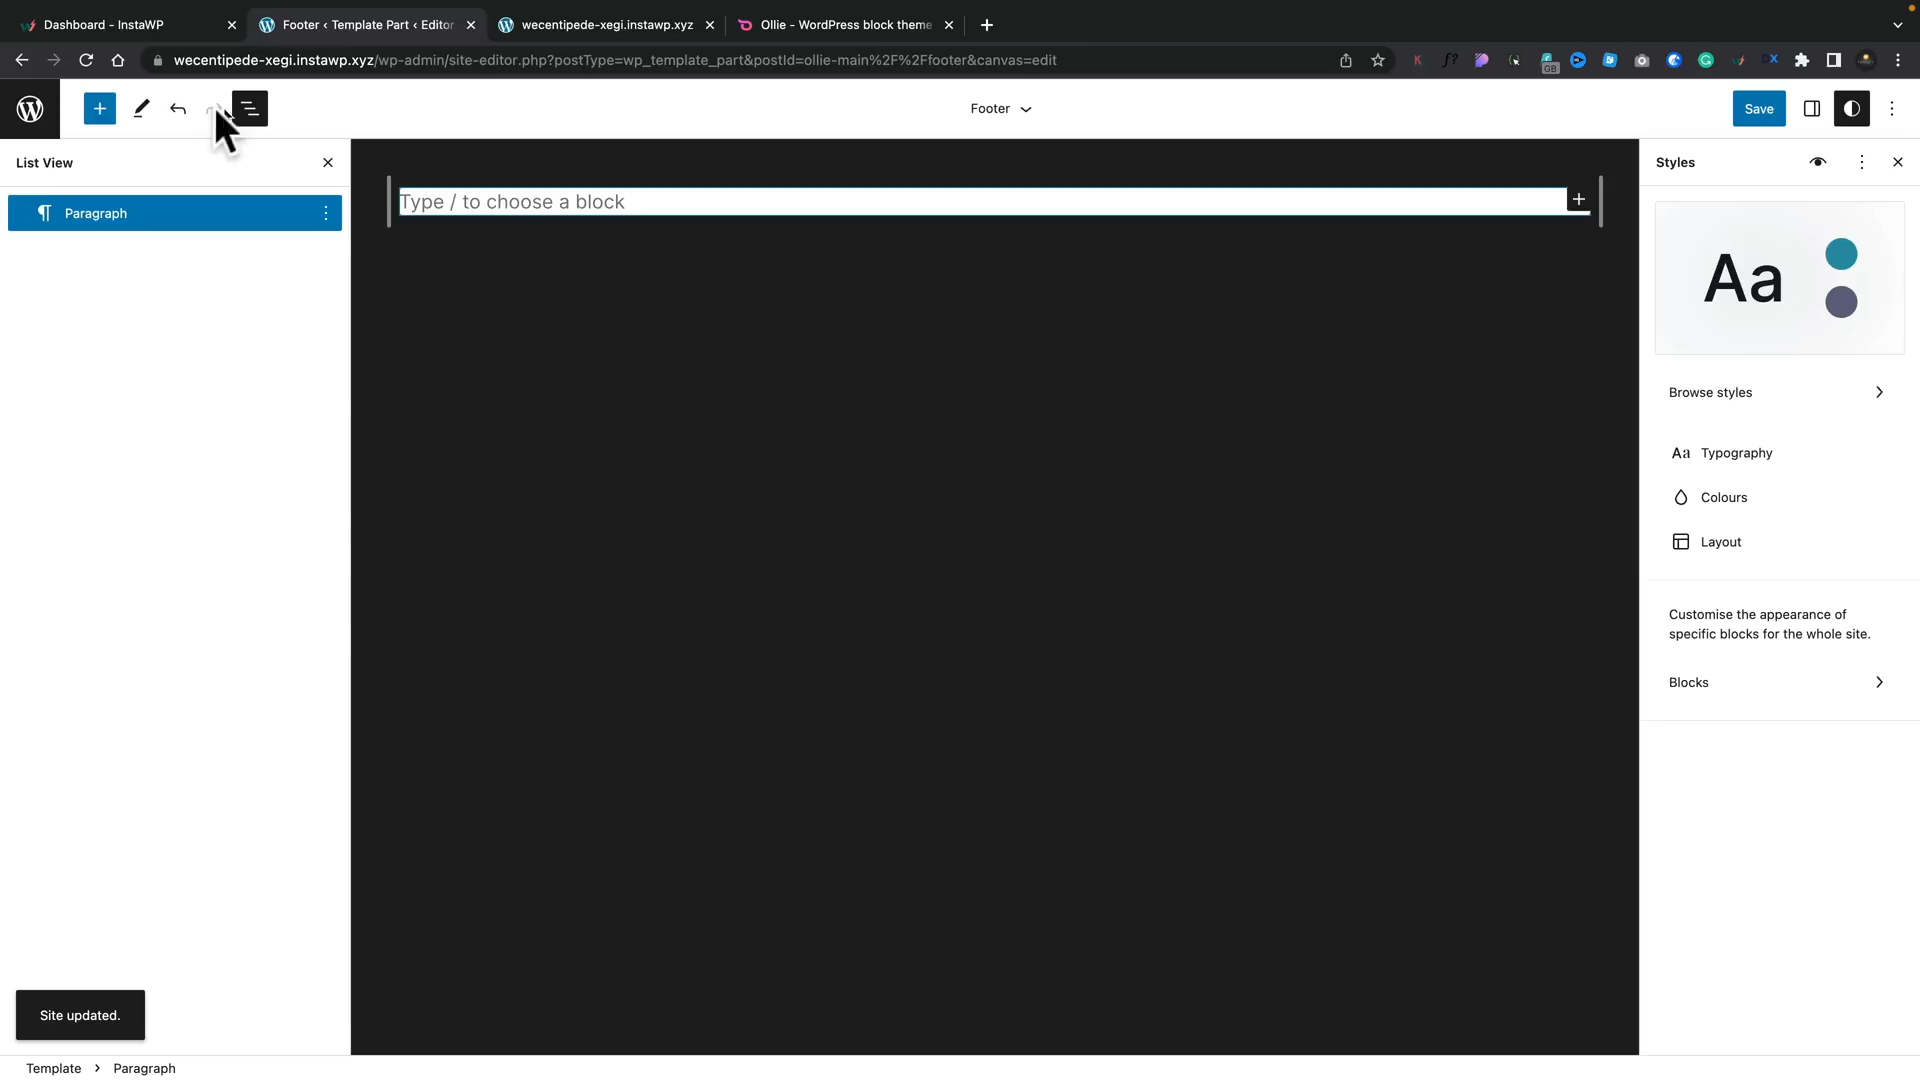 Dashboard - InstaWP
Footer ‹ Template Part ‹ Editor
wecentipede-xegi.instawp.xyz
Ollie - WordPress block theme
wecentipede-xegi.instawp.xyz/wp-admin/site-editor.php?postType=wp_template_part&postId=ollie-main%2F%2Ffooter&canvas=edit
GB
Footer
Save
List View
Styles
Paragraph
Type / to choose a block
Aa
Browse styles
Aa Typography
Colours
Layout
Customise the appearance of
specific blocks for the whole site.
Blocks
Site updated.
Template > Paragraph